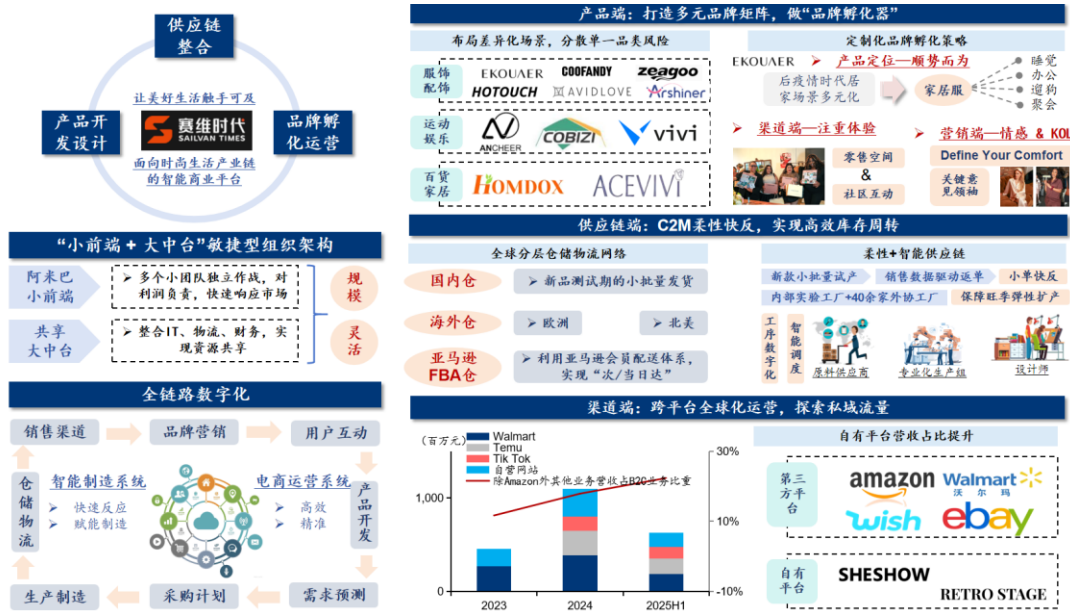 供应链
整合
产品开
发设计
让美好生活触手可及
赛维时代
SAILVAN TIMES
面向时尚生活产业链
的智能商业平台
品牌孵
化运营
“小前端+大中台”敏捷型组织架构
阿米巴
小前端
多个小团队独立作战，对
利润负责，快速响应市场
共享
大中台
整合IT、物流、财务，实
现资源共享
规
模
灵
活
全链路数字化
销售渠道
品牌营销
用户互动
仓储物流
智能制造系统
快速反应
赋能制造
电商运营系统
高效
精准
产品开发
生产制造
采购计划
需求预测
产品端：打造多元品牌矩阵，做“品牌孵化器”
布局差异化场景，分散单一品类风险
服饰
配饰
EKOUAER
COOFANDY
zeagoo
HOTOUCH
AVIDLOVE
Arshiner
运动
娱乐
ANCHEER
COBIZI
vivi
百货
家居
HOMDOX
ACEVIVI
定制化品牌孵化策略
EKOUAER
产品定位—顺势而为
后疫情时代居
家场景多元化
家居服
睡觉
办公
遛狗
聚会
渠道端—注重体验
零售空间
&
社区互动
营销端—情感 & KOL
Define Your Comfort
关键意
见领袖
供应链端：C2M柔性快反，实现高效库存周转
全球分层仓储物流网络
国内仓
新品测试期的小批量发货
海外仓
欧洲
北美
亚马逊
FBA仓
利用亚马逊会员配送体系，
实现“次/当日达”
柔性+智能供应链
新款小批量试产
销售数据驱动返单
小单快反
内部实验工厂+40余家外协工厂
保障旺季弹性扩产
工序数字化
智能调度
原料供应商
专业化生产组
设计师
渠道端：跨平台全球化运营，探索私域流量
（百万元）
Walmart
Temu
Tik Tok
自营网站
除Amazon外其他业务营收占B2C业务比重
1,000
0
30%
10%
-10%
2023
2024
2025H1
自有平台营收占比提升
第三
方平
台
amazon
Walmart
沃尔玛
wish
ebay
自有
平台
SHESHOW
RETRO STAGE